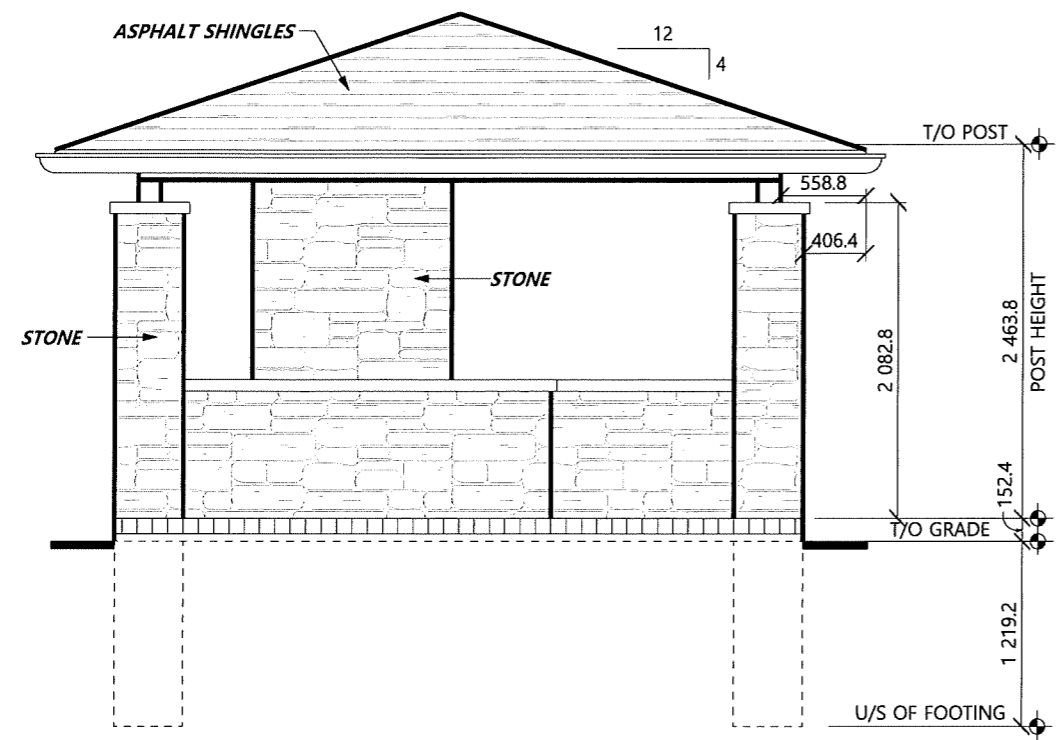 ASPHALT SHINGLES
12
4
T/O POST
558.8
406.4
STONE
STONE
2 082.8
2 463.8
POST HEIGHT
152.4
T/O GRADE
1 219.2
U/S OF FOOTING